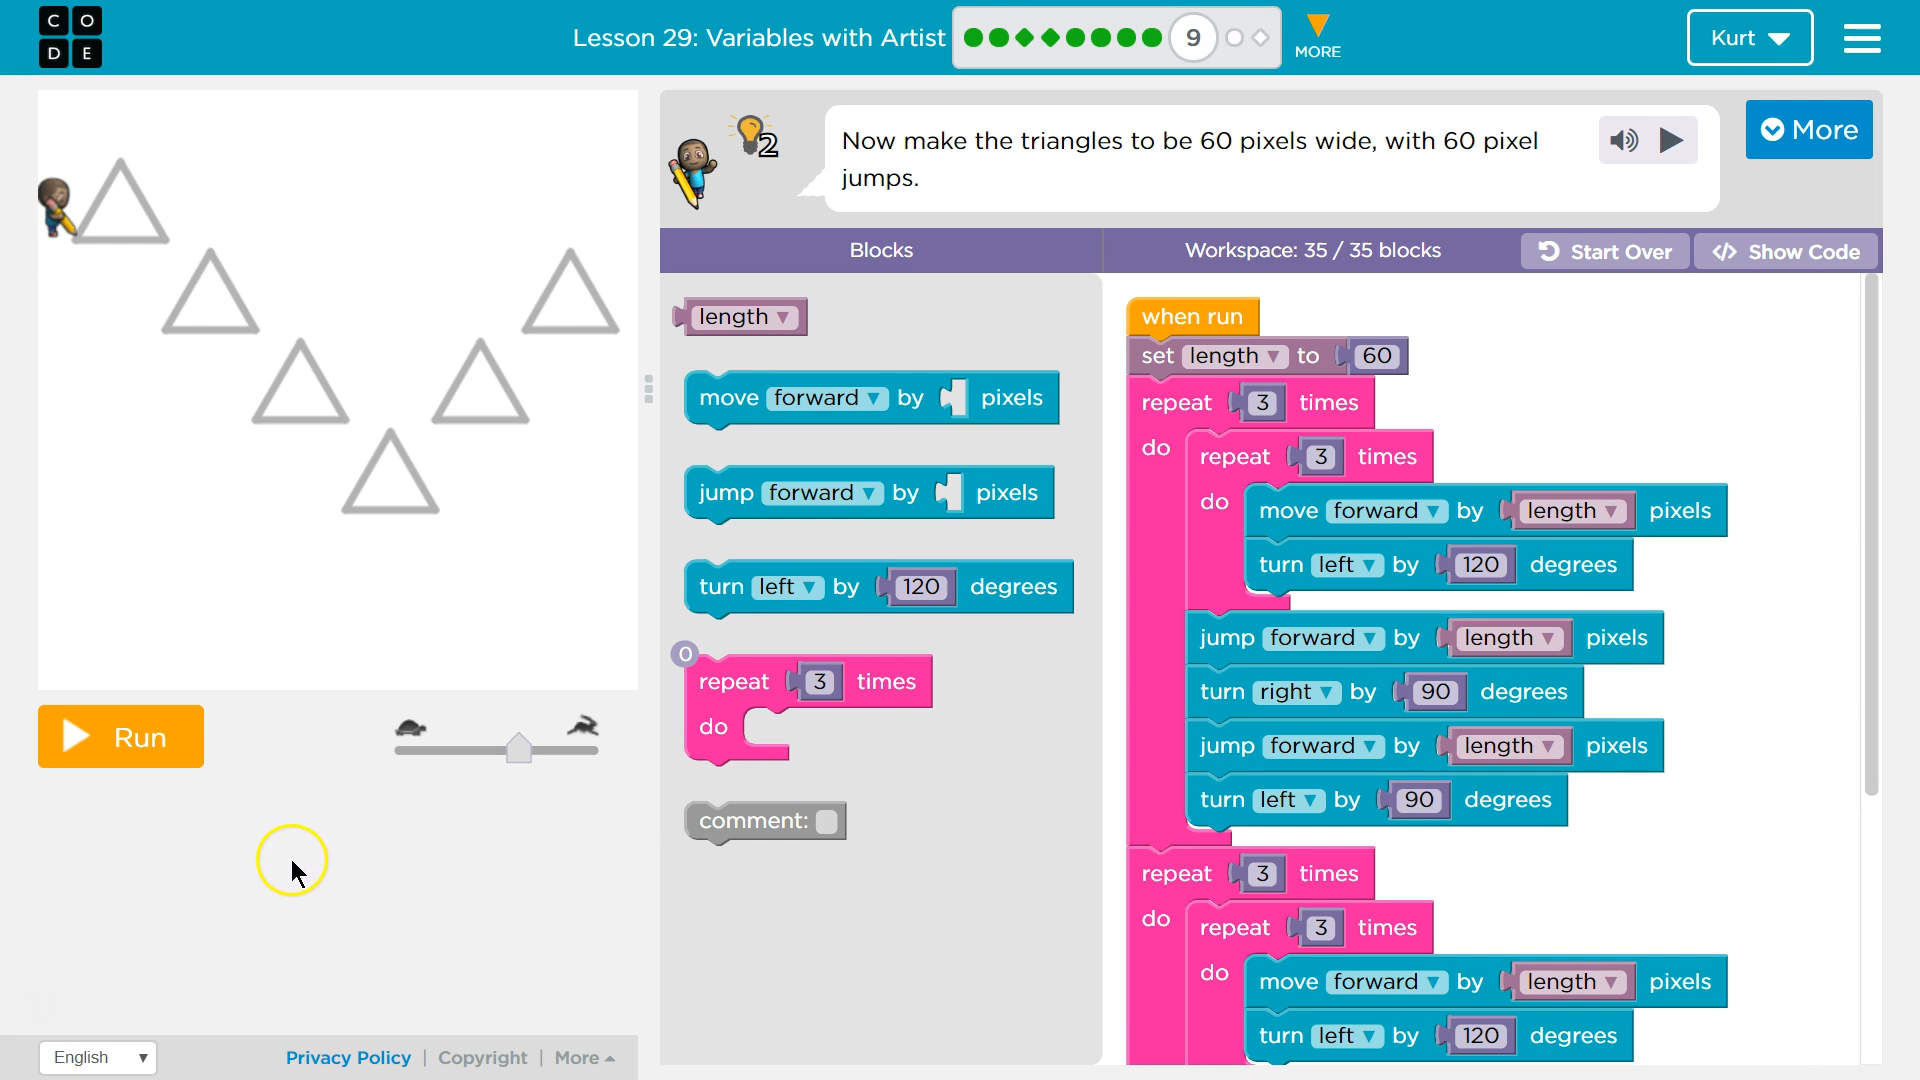 C O
D E
Lesson 29: Variables with Artist
9
MORE
Kurt
2
Now make the triangles to be 60 pixels wide, with 60 pixel
jumps.
More
Blocks
Workspace: 35 / 35 blocks
Start Over
</> Show Code
length
move forward by pixels
jump forward by pixels
turn left by 120 degrees
0
repeat 3 times
do
comment:
when run
set length to 60
repeat 3 times
do
repeat 3 times
do
move forward by length pixels
turn left by 120 degrees
jump forward by length pixels
turn right by 90 degrees
jump forward by length pixels
turn left by 90 degrees
repeat 3 times
do
repeat 3 times
do
move forward by length pixels
turn left by 120 degrees
Run
English
Privacy Policy | Copyright | More